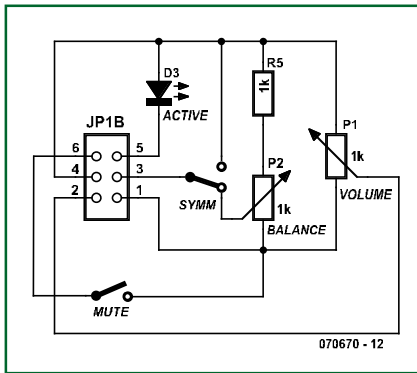 D3
ACTIVE
R5
1k
JP1B
6 5
4 3
2 1
SYMM
P2
1k
BALANCE
P1
1k
VOLUME
MUTE
070670 - 12